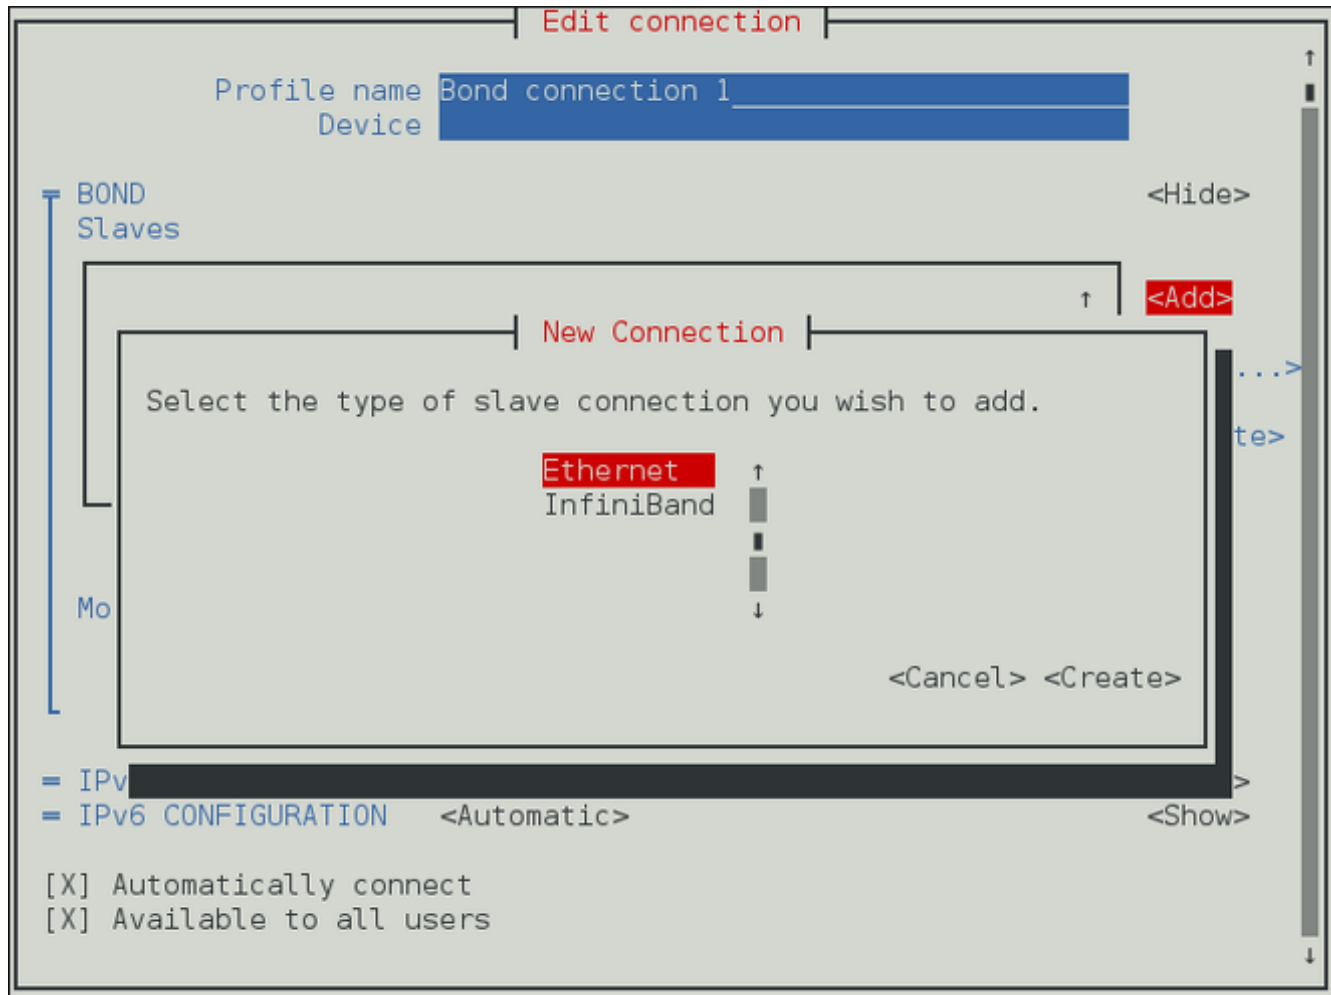 Edit connection
Profile name Bond connection 1
Device
BOND <Hide>
Slaves
<Add>
New Connection
...>
Select the type of slave connection you wish to add.
te>
Ethernet
InfiniBand
Mo
<Cancel> <Create>
= IPv >
= IPv6 CONFIGURATION <Automatic> <Show>
[X] Automatically connect
[X] Available to all users